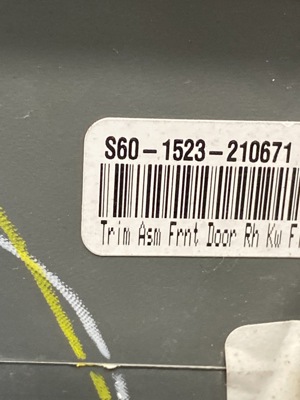 S60-1523-210671
Trim Asm Frnt Door Rh Kw